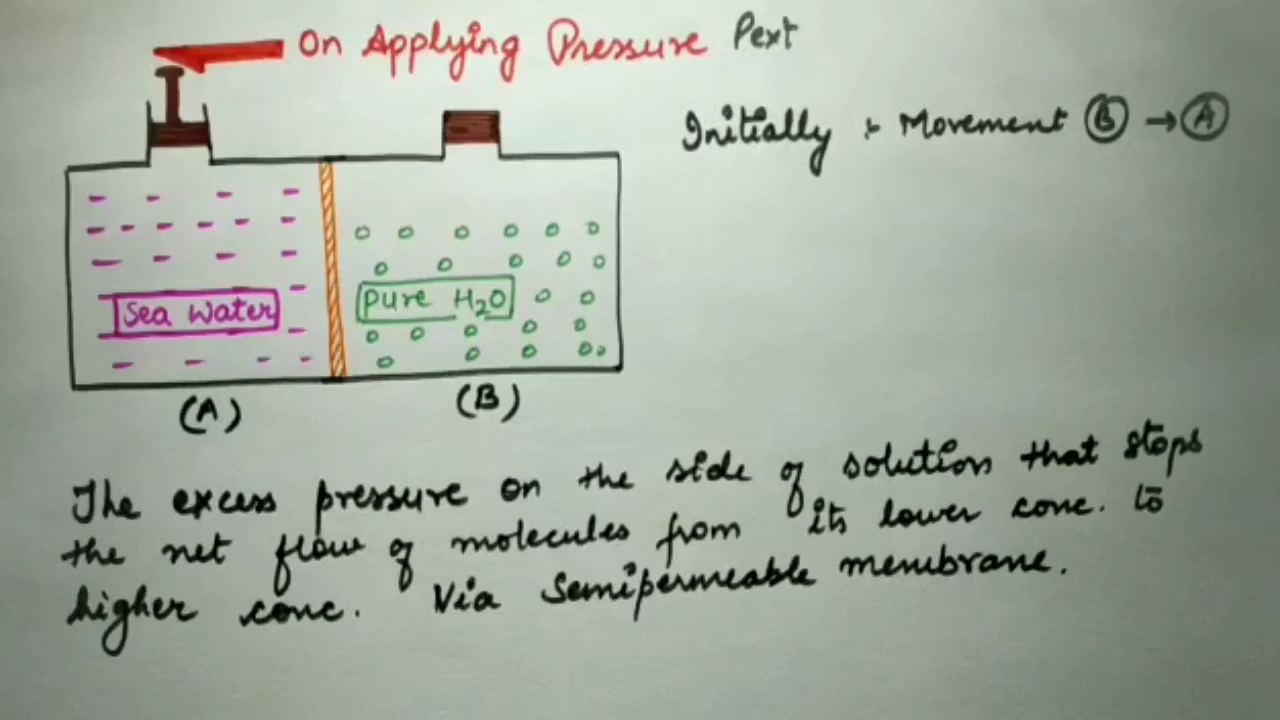 On Applying Pressure Pext
Initially :- Movement B → A
Sea Water
Pure H₂O
(A)
(B)
The excess pressure on the side of solution that stops
the net flow of molecules from its lower conc. to
higher conc. Via Semipermeable membrane.